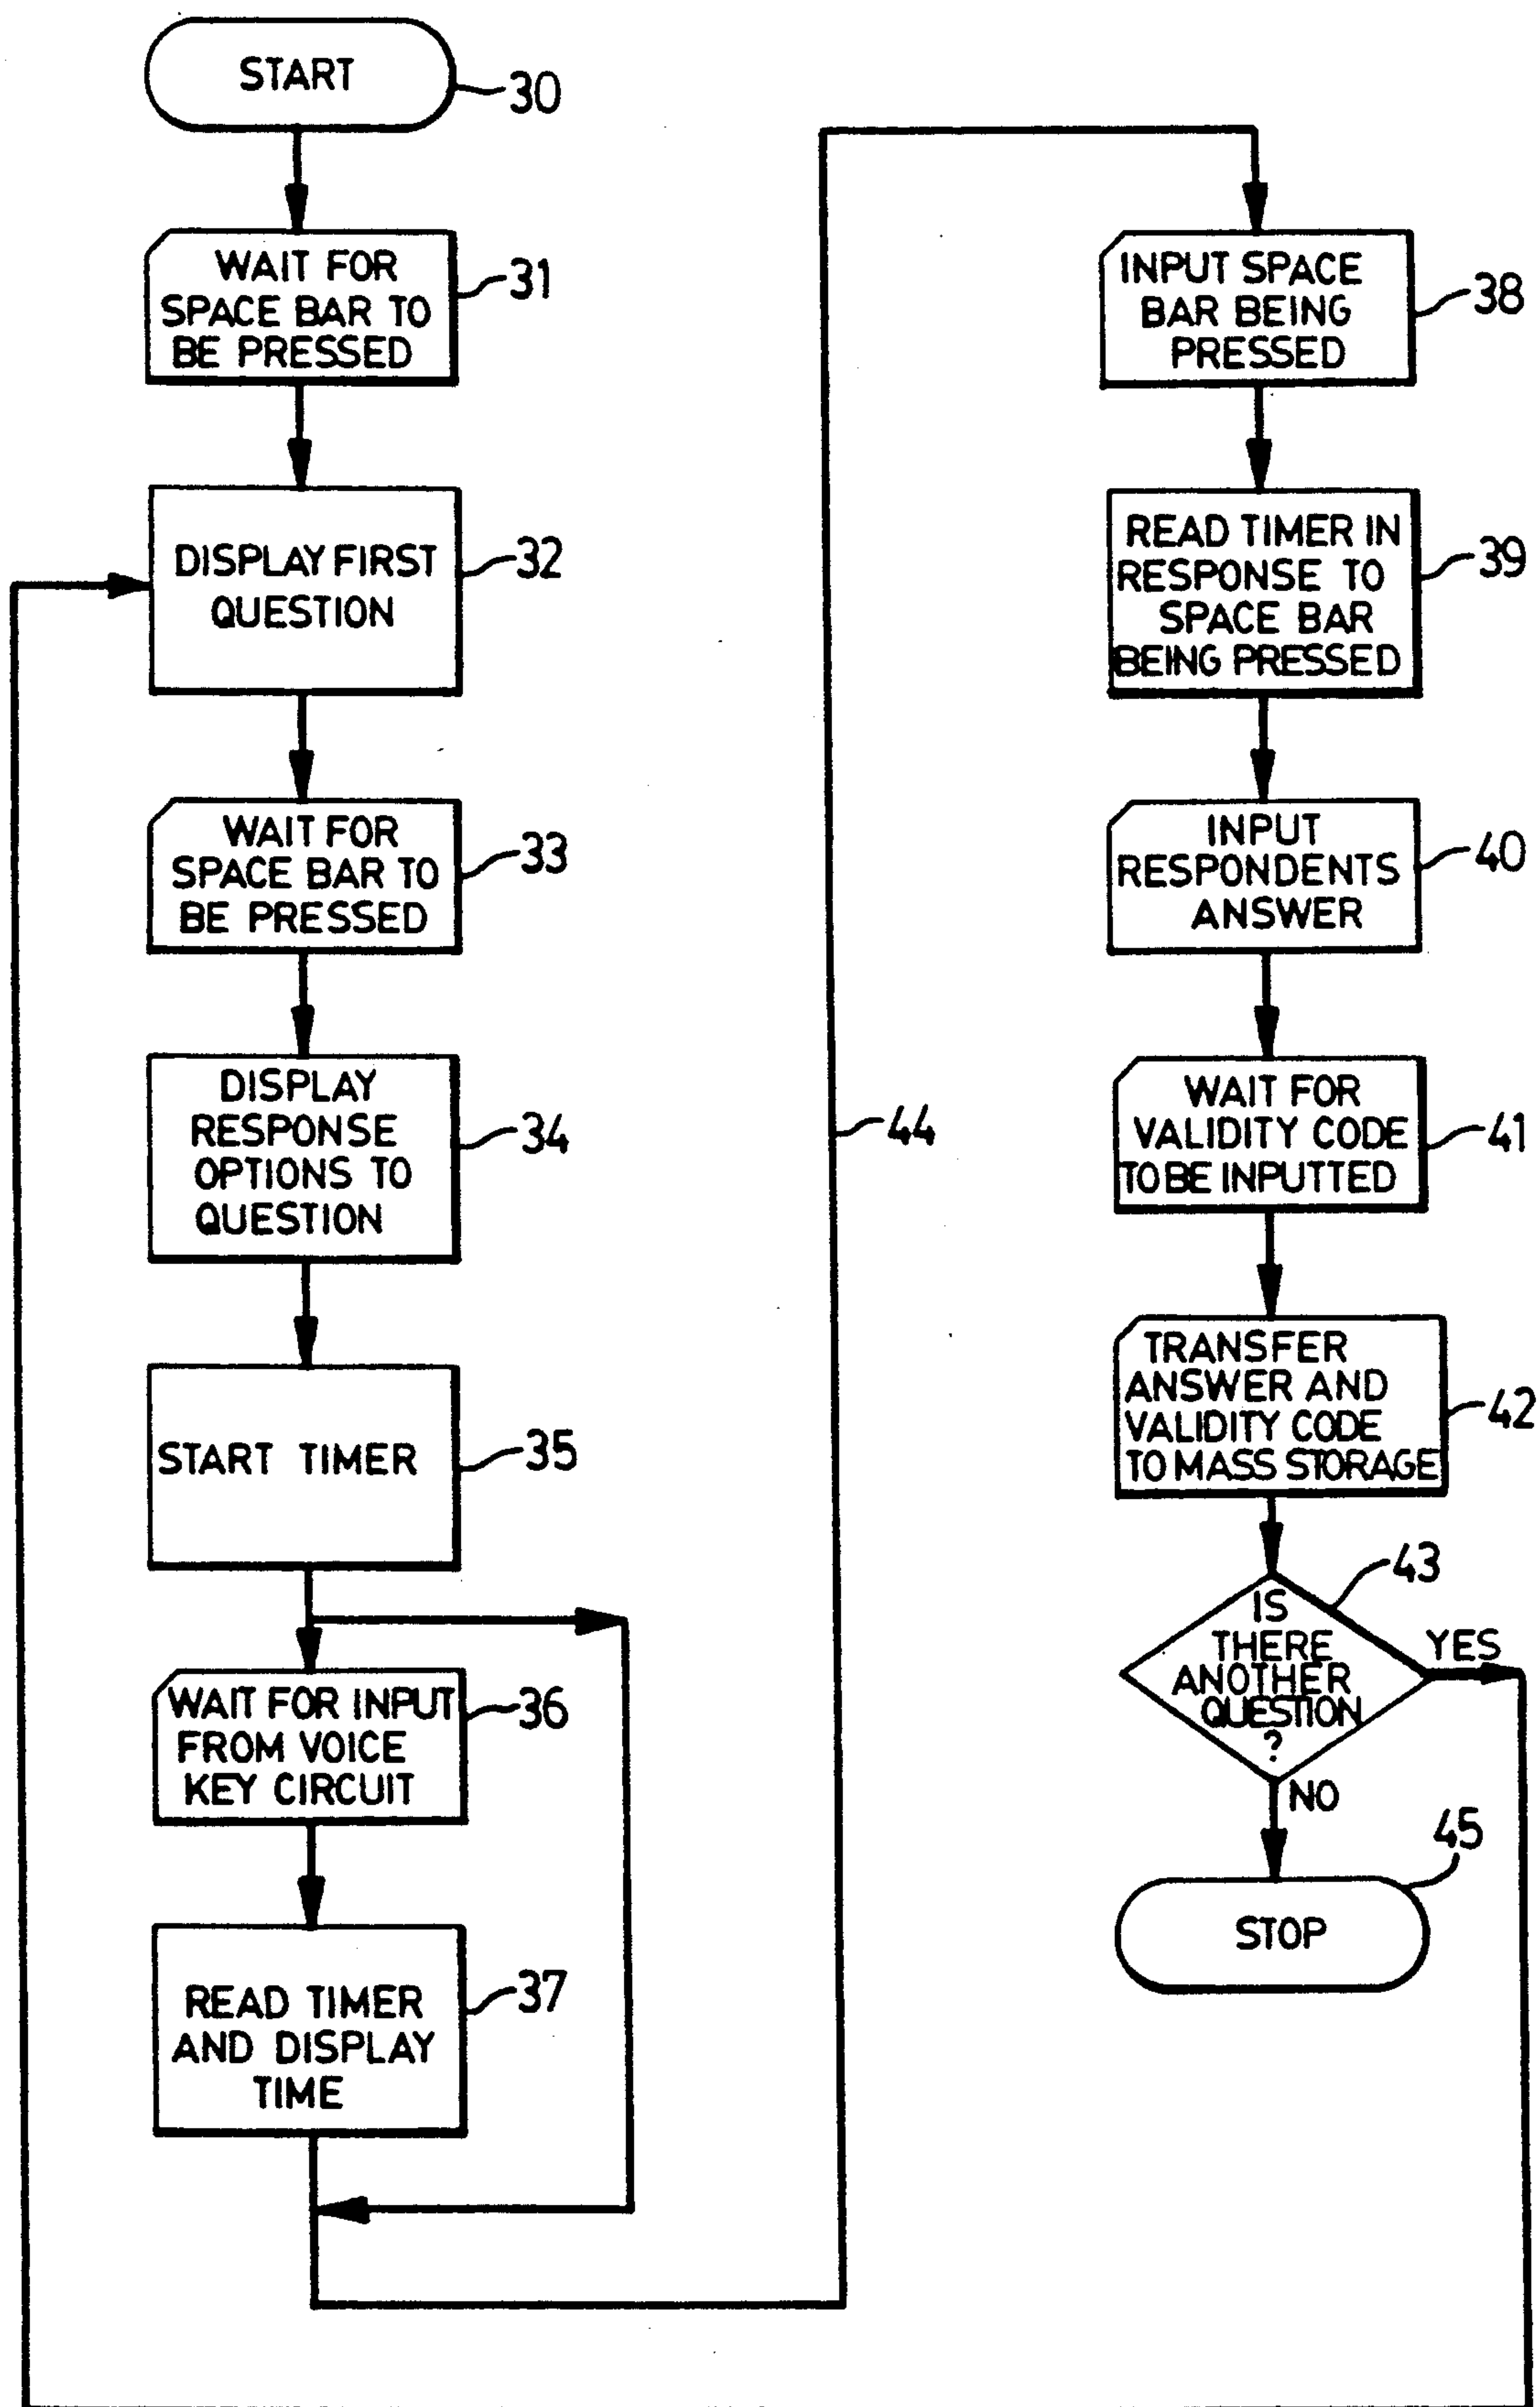 START
30
WAIT FOR
SPACE BAR TO
BE PRESSED
31
DISPLAY FIRST
QUESTION
32
WAIT FOR
SPACE BAR TO
BE PRESSED
33
DISPLAY
RESPONSE
OPTIONS TO
QUESTION
34
START TIMER
35
WAIT FOR INPUT
FROM VOICE
KEY CIRCUIT
36
READ TIMER
AND DISPLAY
TIME
37
44
INPUT SPACE
BAR BEING
PRESSED
38
READ TIMER IN
RESPONSE TO
SPACE BAR
BEING PRESSED
39
INPUT
RESPONDENTS
ANSWER
40
WAIT FOR
VALIDITY CODE
TO BE INPUTTED
41
TRANSFER
ANSWER AND
VALIDITY CODE
TO MASS STORAGE
42
IS
THERE
ANOTHER
QUESTION
?
43
YES
NO
STOP
45